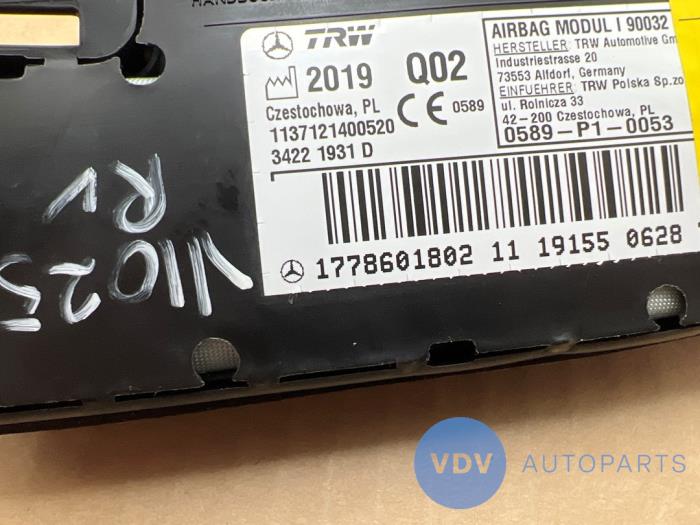 TRW
AIRBAG MODUL I 90032
HERSTELLER: TRW Automotive Gm
Industriestrasse 20
73553 Alfdorf, Germany
EINFUEHRER: TRW Polska Sp.zo
ul. Rolnicza 33
42-200 Czestochowa, PL
0589-P1-0053
2019 Q02
Czestochowa, PL
CE 0589
1137121400520
3422 1931 D
1778601802 11 19155 0628
RV
V11025
VDV AUTOPARTS